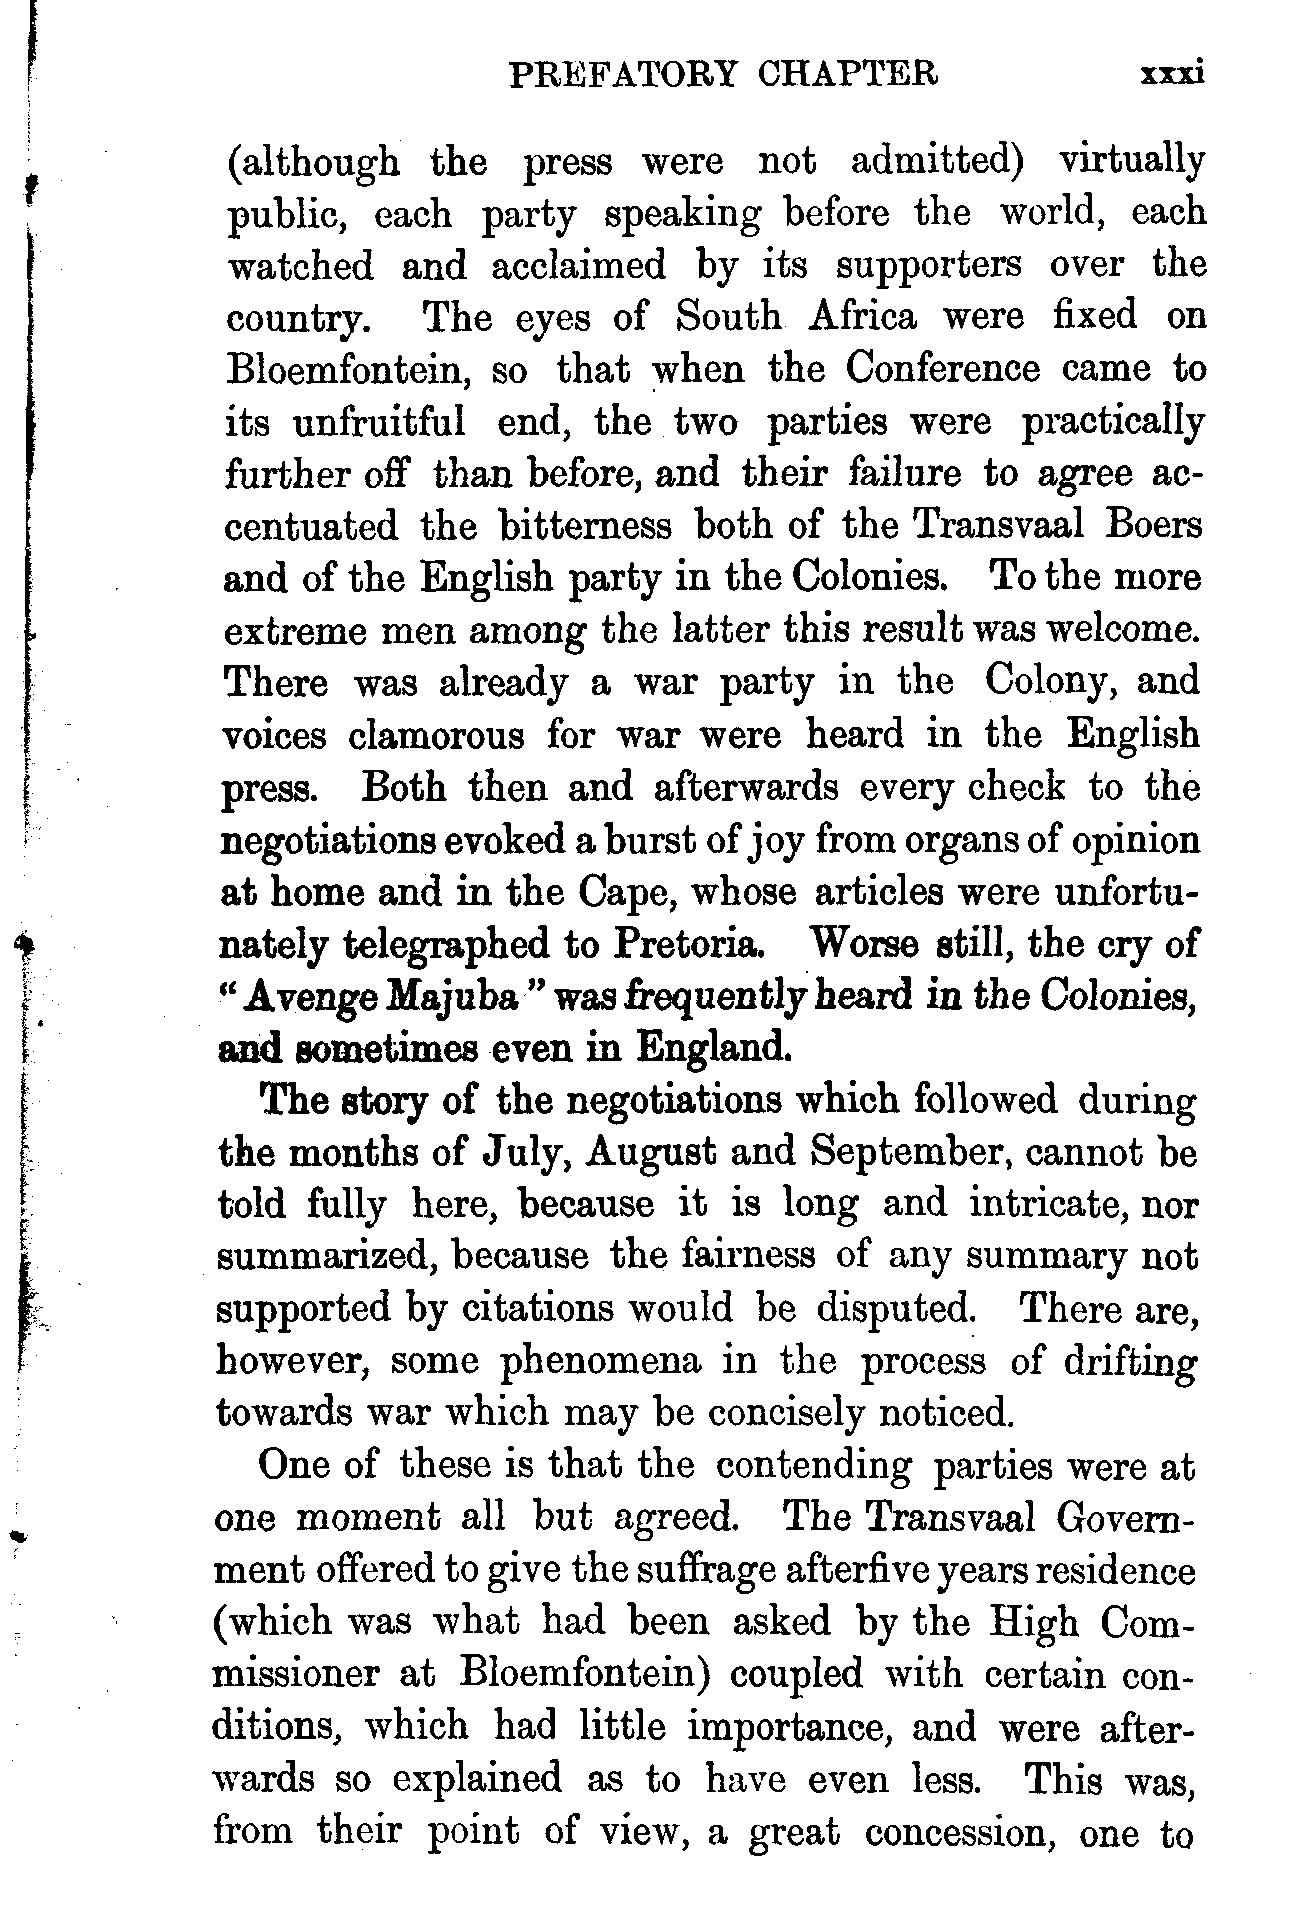 PREFATORY CHAPTER xxxi
(although the press were not admitted) virtually
public, each party speaking before the world, each
watched and acclaimed by its supporters over the
country. The eyes of South Africa were fixed on
Bloemfontein, so that when the Conference came to
its unfruitful end, the two parties were practically
further off than before, and their failure to agree ac-
centuated the bitterness both of the Transvaal Boers
and of the English party in the Colonies. To the more
extreme men among the latter this result was welcome.
There was already a war party in the Colony, and
voices clamorous for war were heard in the English
press. Both then and afterwards every check to the
negotiations evoked a burst of joy from organs of opinion
at home and in the Cape, whose articles were unfortu-
nately telegraphed to Pretoria. Worse still, the cry of
“Avenge Majuba” was frequently heard in the Colonies,
and sometimes even in England.
The story of the negotiations which followed during
the months of July, August and September, cannot be
told fully here, because it is long and intricate, nor
summarized, because the fairness of any summary not
supported by citations would be disputed. There are,
however, some phenomena in the process of drifting
towards war which may be concisely noticed.
One of these is that the contending parties were at
one moment all but agreed. The Transvaal Govern-
ment offered to give the suffrage afterfive years residence
(which was what had been asked by the High Com-
missioner at Bloemfontein) coupled with certain con-
ditions, which had little importance, and were after-
wards so explained as to have even less. This was,
from their point of view, a great concession, one to